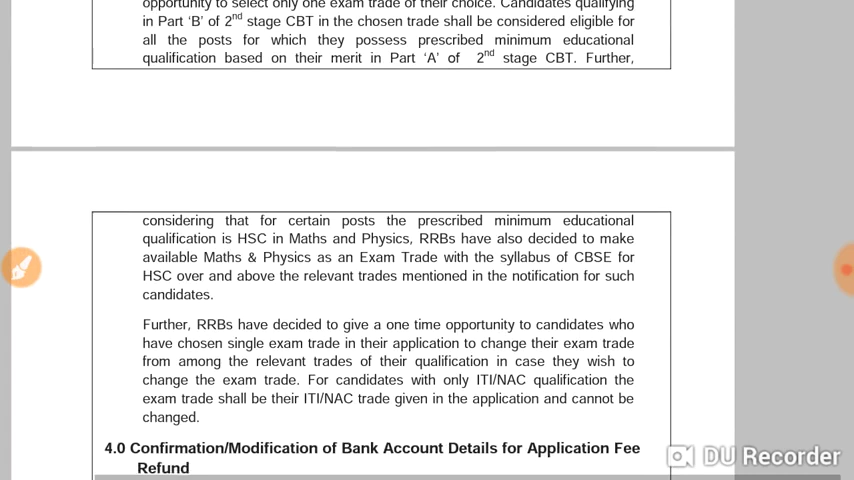 opportunity to select only one exam trade of their choice. Candidates qualifying
in Part ‘B’ of 2nd stage CBT in the chosen trade shall be considered eligible for
all the posts for which they possess prescribed minimum educational
qualification based on their merit in Part ‘A’ of 2nd stage CBT. Further,
considering that for certain posts the prescribed minimum educational
qualification is HSC in Maths and Physics, RRBs have also decided to make
available Maths & Physics as an Exam Trade with the syllabus of CBSE for
HSC over and above the relevant trades mentioned in the notification for such
candidates.
Further, RRBs have decided to give a one time opportunity to candidates who
have chosen single exam trade in their application to change their exam trade
from among the relevant trades of their qualification in case they wish to
change the exam trade. For candidates with only ITI/NAC qualification the
exam trade shall be their ITI/NAC trade given in the application and cannot be
changed.
4.0 Confirmation/Modification of Bank Account Details for Application Fee
Refund
DU Recorder